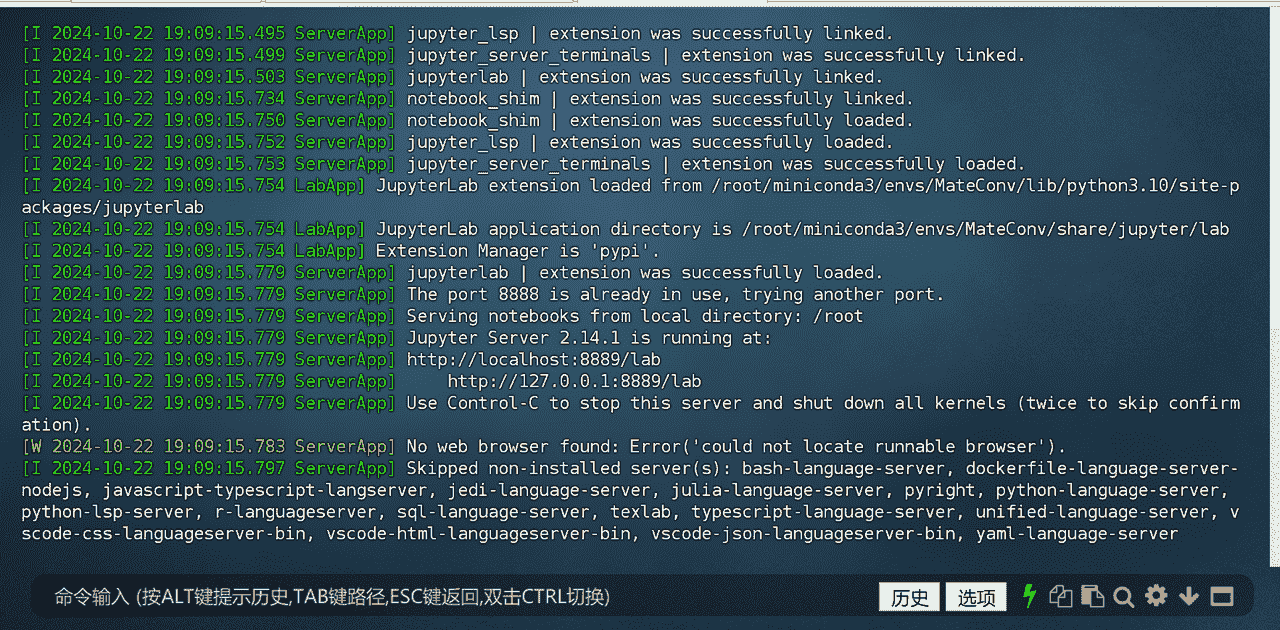 [I 2024-10-22 19:09:15.495 ServerApp] jupyter_lsp | extension was successfully linked.
[I 2024-10-22 19:09:15.499 ServerApp] jupyter_server_terminals | extension was successfully linked.
[I 2024-10-22 19:09:15.503 ServerApp] jupyterlab | extension was successfully linked.
[I 2024-10-22 19:09:15.734 ServerApp] notebook_shim | extension was successfully linked.
[I 2024-10-22 19:09:15.750 ServerApp] notebook_shim | extension was successfully loaded.
[I 2024-10-22 19:09:15.752 ServerApp] jupyter_lsp | extension was successfully loaded.
[I 2024-10-22 19:09:15.753 ServerApp] jupyter_server_terminals | extension was successfully loaded.
[I 2024-10-22 19:09:15.754 LabApp] JupyterLab extension loaded from /root/miniconda3/envs/MateConv/lib/python3.10/site-p
ackages/jupyterlab
[I 2024-10-22 19:09:15.754 LabApp] JupyterLab application directory is /root/miniconda3/envs/MateConv/share/jupyter/lab
[I 2024-10-22 19:09:15.754 LabApp] Extension Manager is 'pypi'.
[I 2024-10-22 19:09:15.779 ServerApp] jupyterlab | extension was successfully loaded.
[I 2024-10-22 19:09:15.779 ServerApp] The port 8888 is already in use, trying another port.
[I 2024-10-22 19:09:15.779 ServerApp] Serving notebooks from local directory: /root
[I 2024-10-22 19:09:15.779 ServerApp] Jupyter Server 2.14.1 is running at:
[I 2024-10-22 19:09:15.779 ServerApp] http://localhost:8889/lab
[I 2024-10-22 19:09:15.779 ServerApp]     http://127.0.0.1:8889/lab
[I 2024-10-22 19:09:15.779 ServerApp] Use Control-C to stop this server and shut down all kernels (twice to skip confirm
ation).
[W 2024-10-22 19:09:15.783 ServerApp] No web browser found: Error('could not locate runnable browser').
[I 2024-10-22 19:09:15.797 ServerApp] Skipped non-installed server(s): bash-language-server, dockerfile-language-server-
nodejs, javascript-typescript-langserver, jedi-language-server, julia-language-server, pyright, python-language-server,
python-lsp-server, r-languageserver, sql-language-server, texlab, typescript-language-server, unified-language-server, v
scode-css-languageserver-bin, vscode-html-languageserver-bin, vscode-json-languageserver-bin, yaml-language-server
命令输入 (按ALT键提示历史,TAB键路径,ESC键返回,双击CTRL切换) 历史 选项